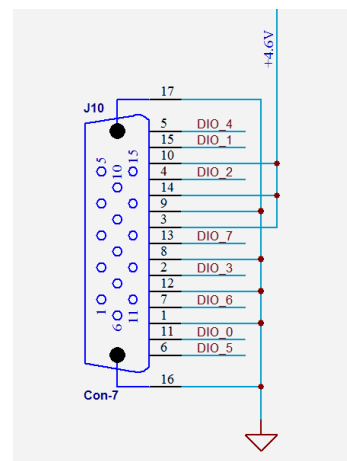 +4.6V
17
J10
5 DIO_4
15 DIO_1
10
4 DIO_2
14
9
3
13 DIO_7
8
2 DIO_3
12
7 DIO_6
1
11 DIO_0
6 DIO_5
16
5
10
15
1
6
11
Con-7